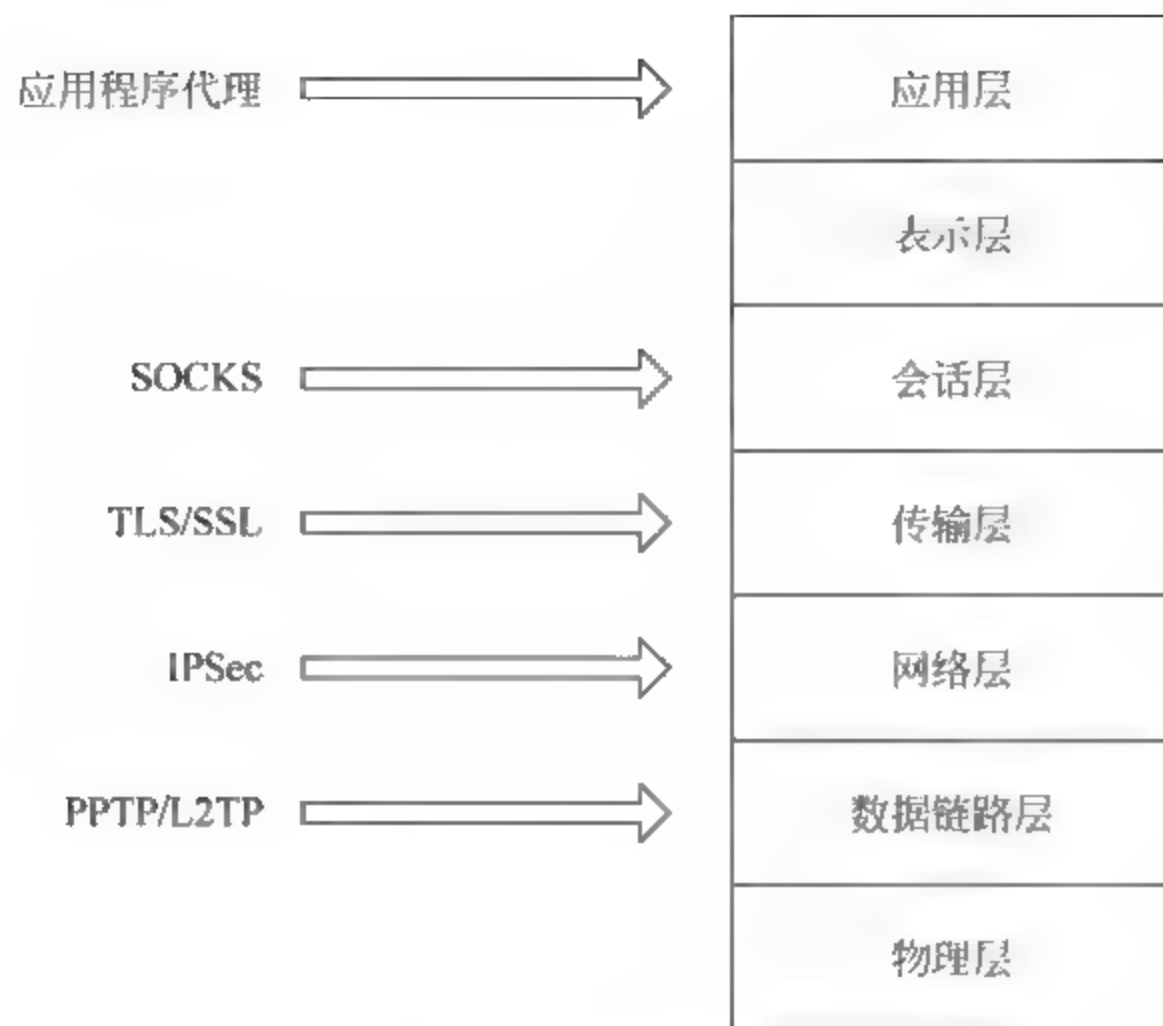 应用程序代理 应用层
表示层
SOCKS 会话层
TLS/SSL 传输层
IPSec 网络层
PPTP/L2TP 数据链路层
物理层